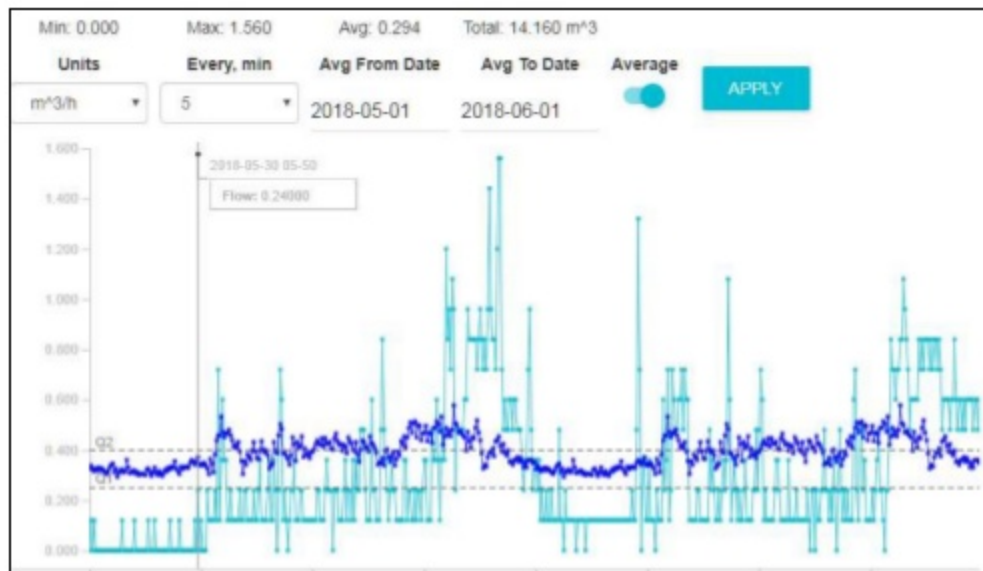 Min: 0.000 Max: 1.560 Avg: 0.294 Total: 14.160 m^3
Units Every, min Avg From Date Avg To Date Average
m^3/h 5 2018-05-01 2018-06-01 APPLY
1.600
2018-05-30 05-50
Flow: 0.24000
1.400
1.200
1.000
0.800
0.600
Q2
0.400
Q1
0.200
0.000